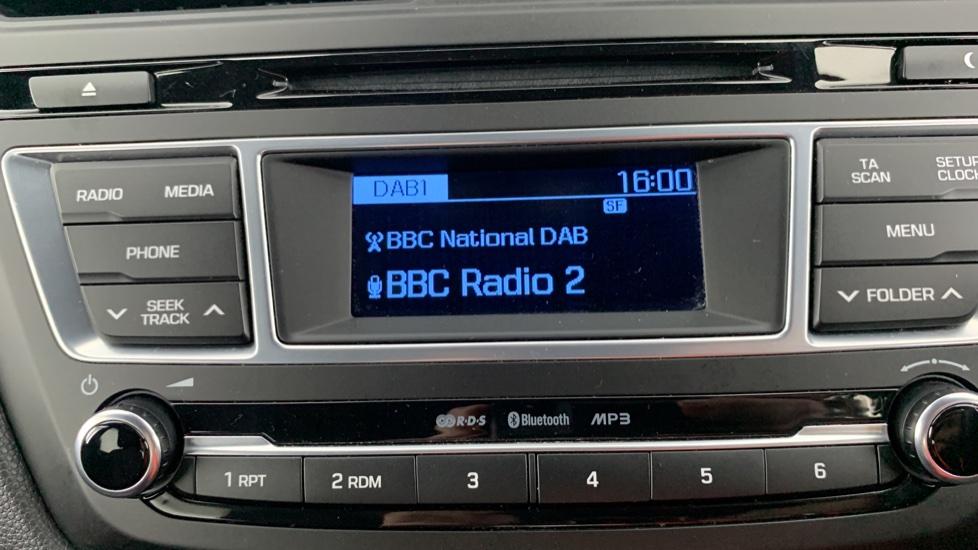 RADIO MEDIA
PHONE
SEEK
TRACK
DAB1 16:00
SF
BBC National DAB
BBC Radio 2
TA
SCAN
SETUP
CLOCK
MENU
FOLDER
R·D·S Bluetooth MP3
1 RPT 2 RDM 3 4 5 6